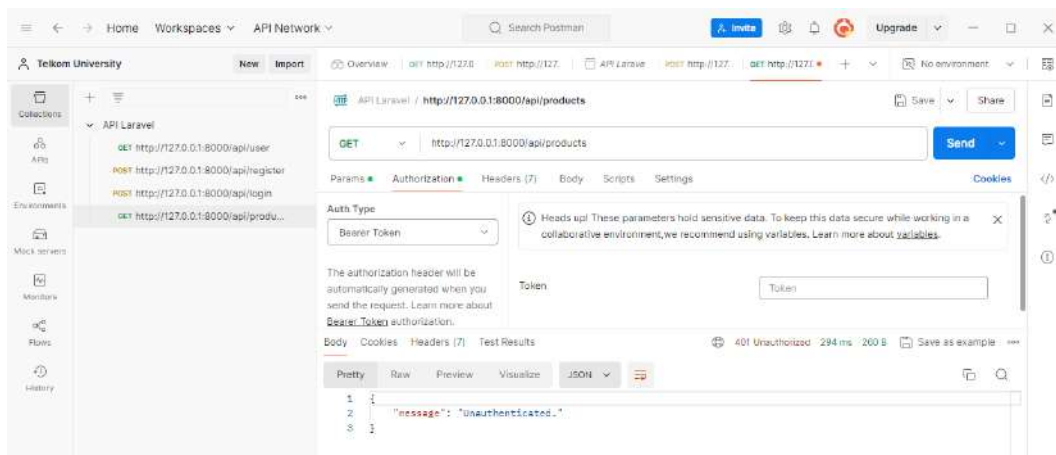 Home Workspaces API Network Search Postman Invite Upgrade
Telkom University New Import Overview GET http://127.0 POST http://127. API Larave POST http://127. GET http://127.( No environment
Collections
APIs
Environments
Mock servers
Monitors
Flows
History
API Laravel
GET http://127.0.0.1:8000/api/user
POST http://127.0.0.1:8000/api/register
POST http://127.0.0.1:8000/api/login
GET http://127.0.0.1:8000/api/produ...
HTTP API Laravel / http://127.0.0.1:8000/api/products Save Share
GET http://127.0.0.1:8000/api/products Send
Params Authorization Headers (7) Body Scripts Settings Cookies
Auth Type
Bearer Token
Heads up! These parameters hold sensitive data. To keep this data secure while working in a
collaborative environment, we recommend using variables. Learn more about variables.
The authorization header will be
automatically generated when you
send the request. Learn more about
Bearer Token authorization.
Token Token
Body Cookies Headers (7) Test Results 401 Unauthorized 294 ms 260 B Save as example
Pretty Raw Preview Visualize JSON
1 {
2 "message": "Unauthenticated."
3 }